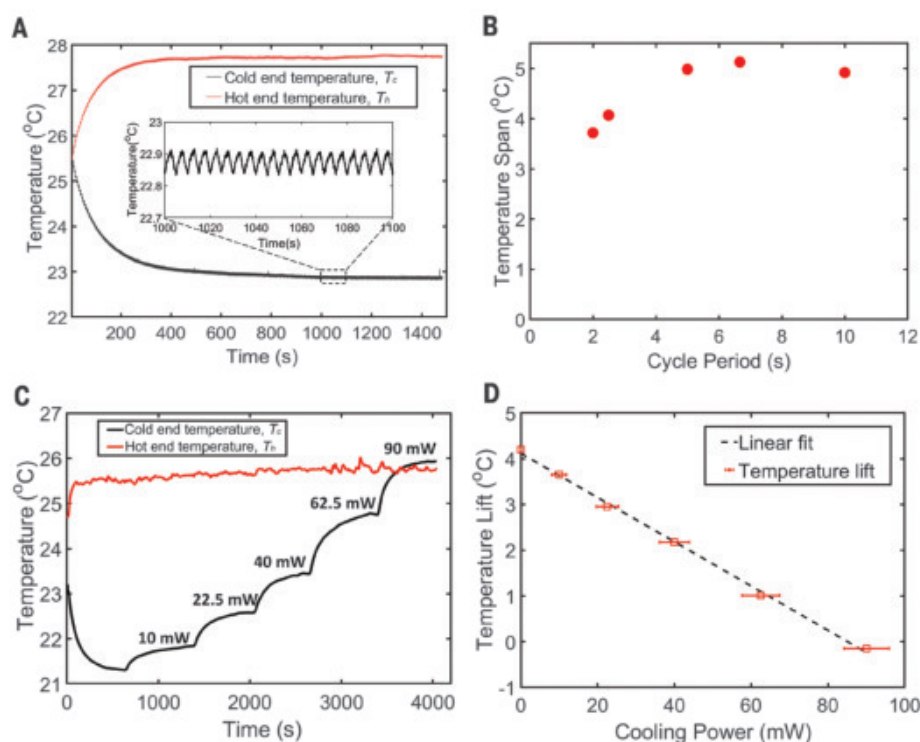 A
Temperature (°C)
28
27
26
25
24
23
22
Cold end temperature, Tc
Hot end temperature, Th
Temperature(°C)
23
22.9
22.8
22.7
1000 1020 1040 1060 1080 1100
Time(s)
200 400 600 800 1000 1200 1400
Time (s)
B
Temperature Span (°C)
5
4
3
2
1
0
0 2 4 6 8 10 12
Cycle Period (s)
C
Temperature (°C)
27
26
25
24
23
22
21
Cold end temperature, Tc
Hot end temperature, Th
90 mW
62.5 mW
40 mW
22.5 mW
10 mW
0 1000 2000 3000 4000
Time (s)
D
Temperature Lift (°C)
5
4
3
2
1
0
-1
Linear fit
Temperature lift
0 20 40 60 80 100
Cooling Power (mW)